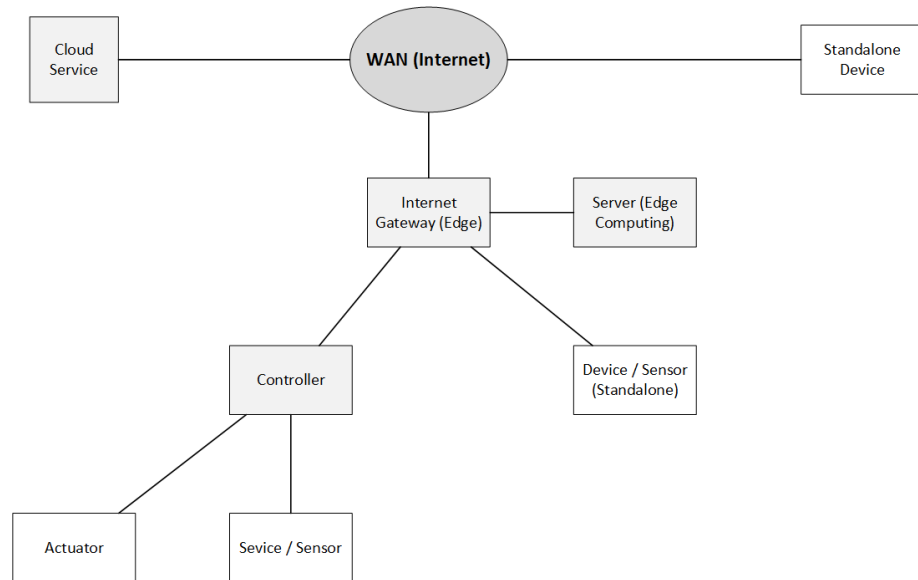 Cloud
Service
WAN (Internet)
Standalone
Device
Internet
Gateway (Edge)
Server (Edge
Computing)
Controller
Device / Sensor
(Standalone)
Actuator
Sevice / Sensor